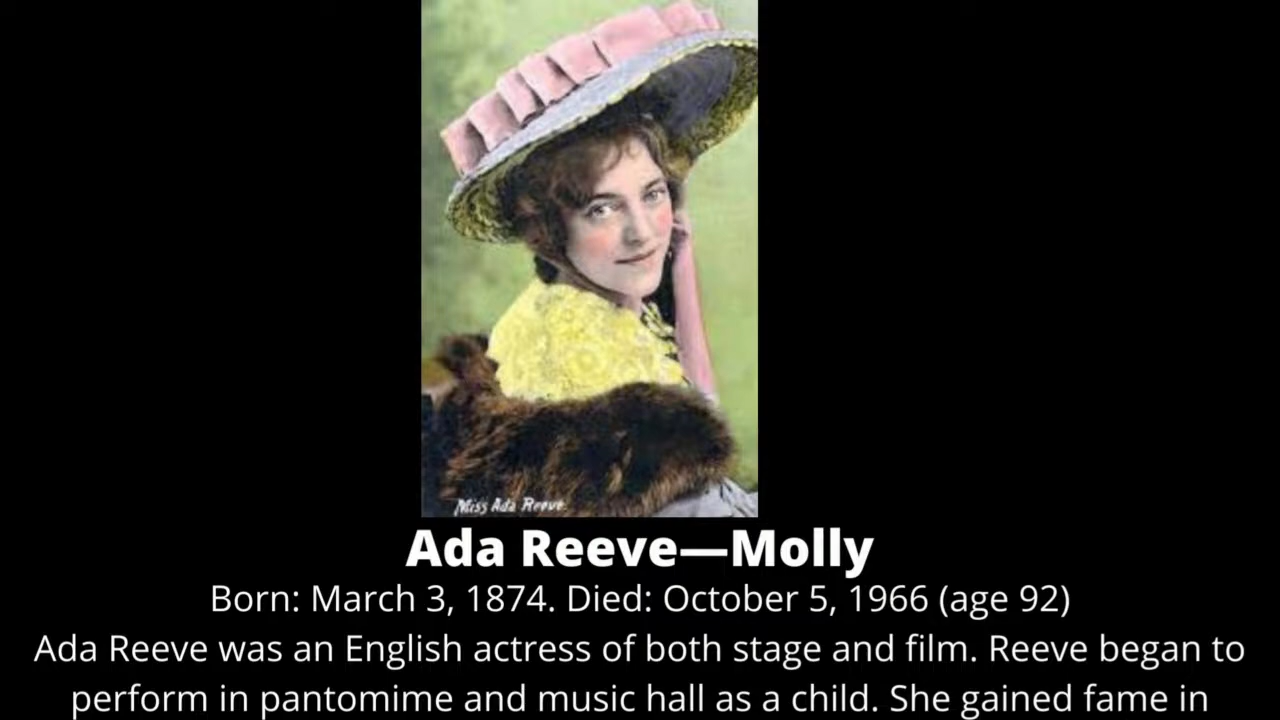 Miss Ada Reeve.
Ada Reeve—Molly
Born: March 3, 1874. Died: October 5, 1966 (age 92)
Ada Reeve was an English actress of both stage and film. Reeve began to
perform in pantomime and music hall as a child. She gained fame in